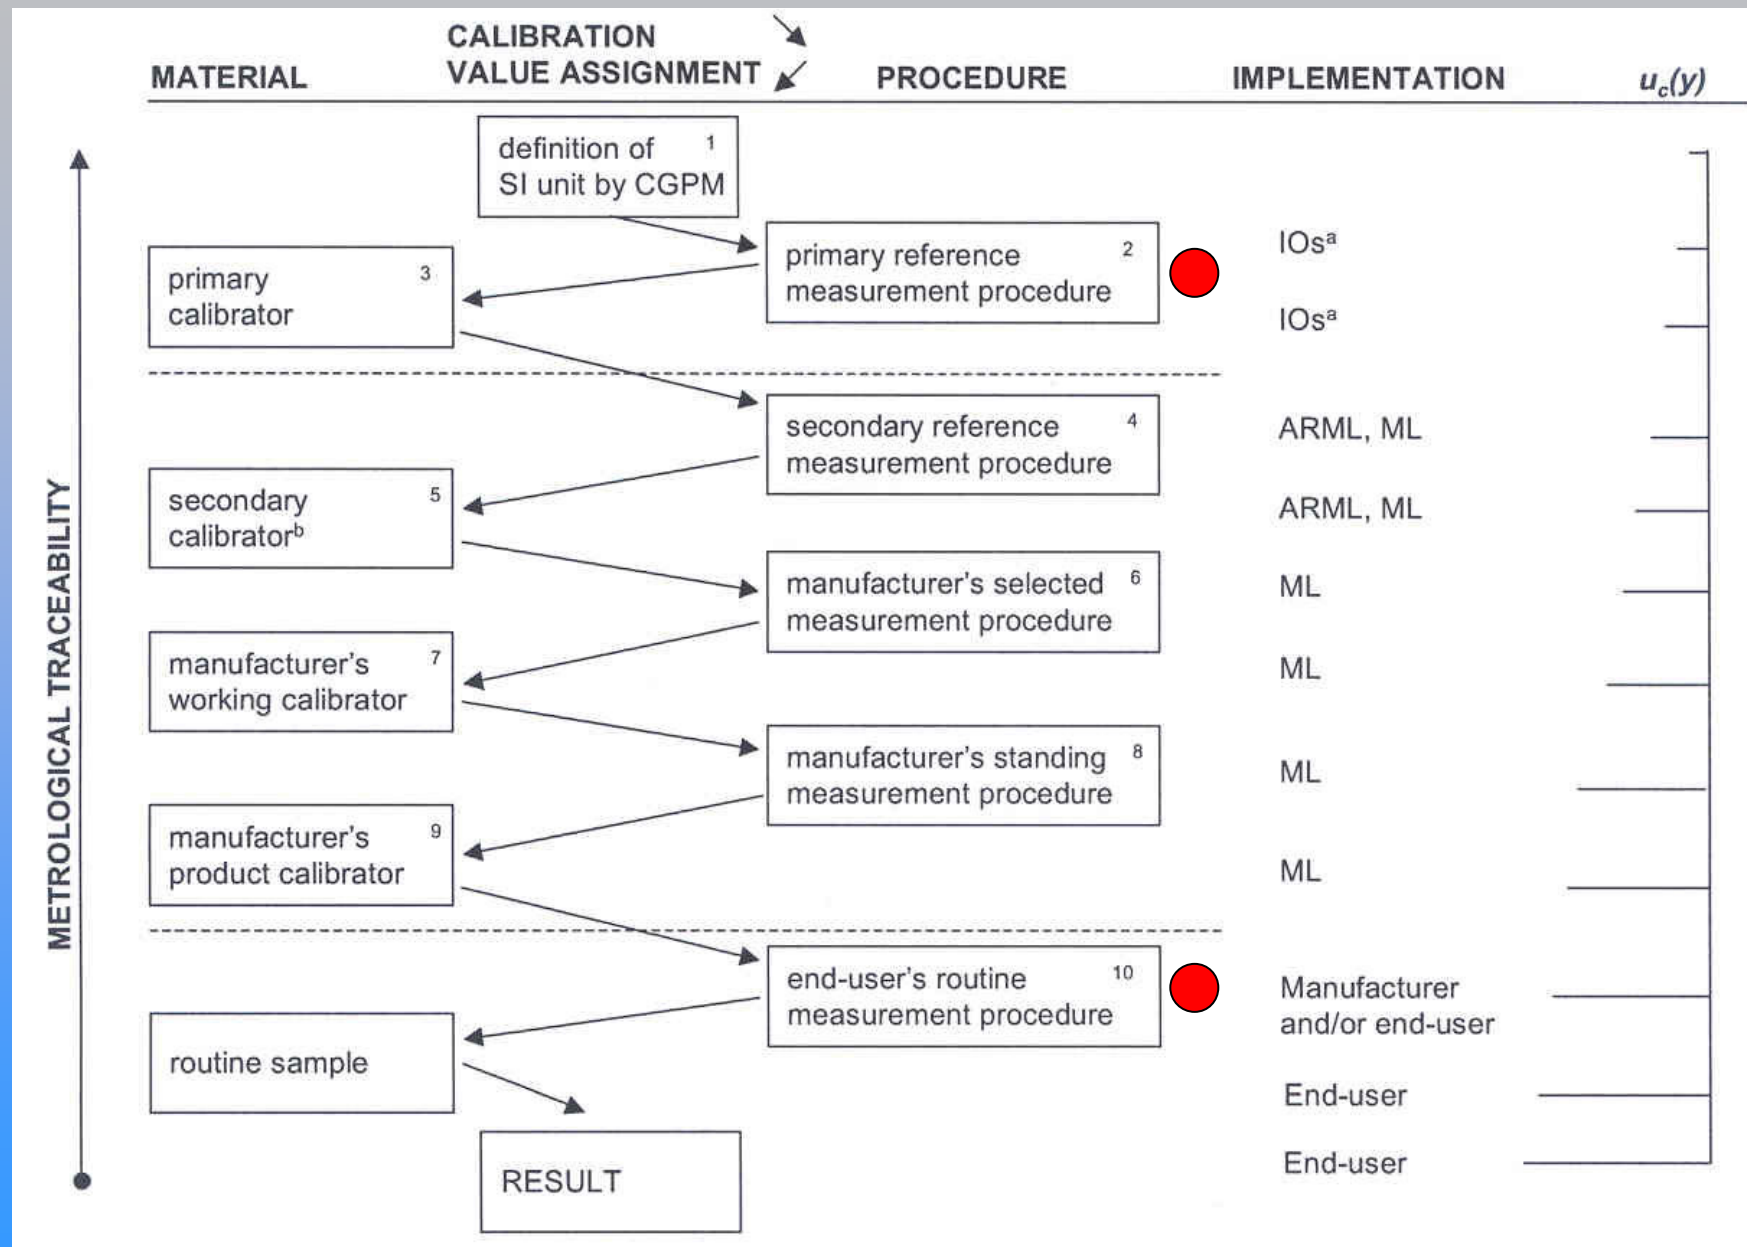 CALIBRATION
VALUE ASSIGNMENT
MATERIAL
PROCEDURE
IMPLEMENTATION
u_c(y)
METROLOGICAL TRACEABILITY
definition of 1
SI unit by CGPM
primary reference 2
measurement procedure
IOsª
primary 3
calibrator
IOsª
secondary reference 4
measurement procedure
ARML, ML
secondary 5
calibratorᵇ
ARML, ML
manufacturer's selected 6
measurement procedure
ML
manufacturer's 7
working calibrator
ML
manufacturer's standing 8
measurement procedure
ML
manufacturer's 9
product calibrator
ML
end-user's routine 10
measurement procedure
Manufacturer
and/or end-user
routine sample
End-user
RESULT
End-user